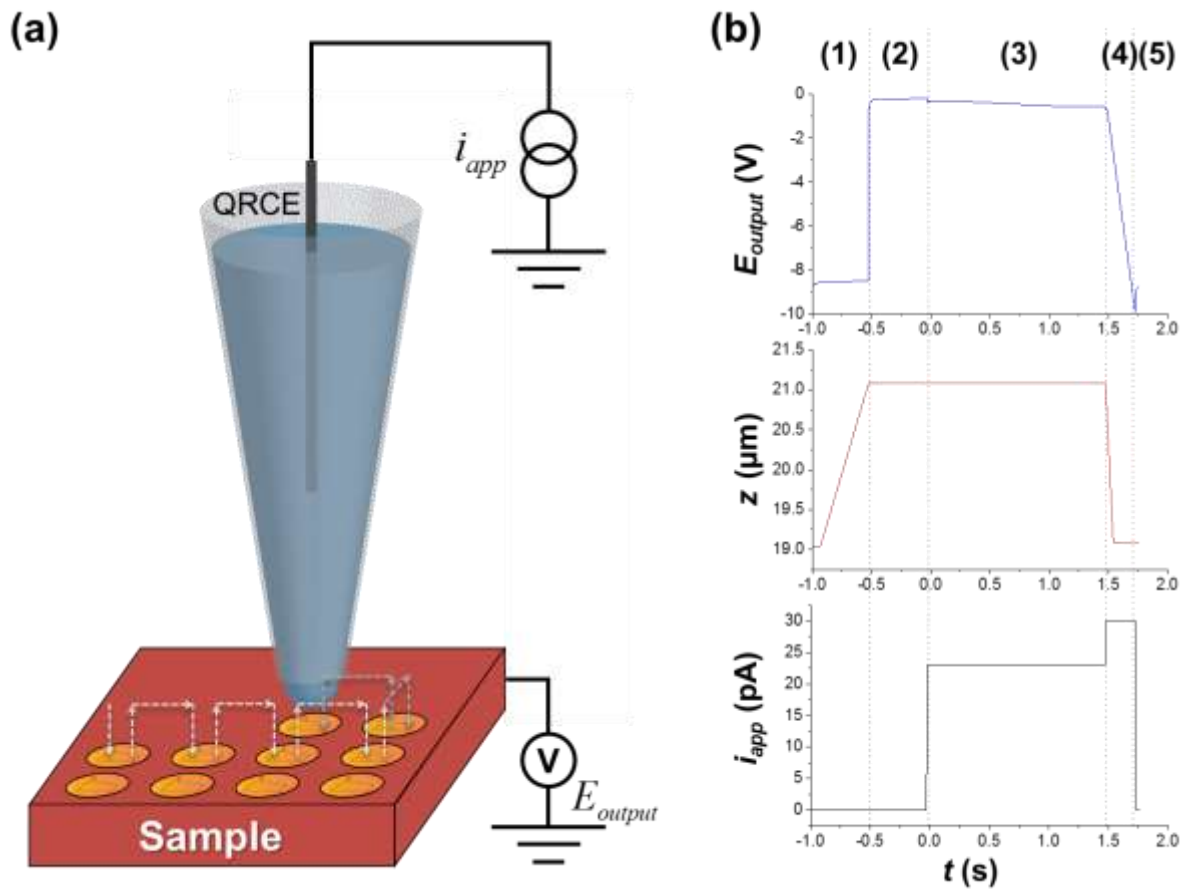 (a)
QRCE
i_app
V
E_output
Sample
(b)
(1) (2) (3) (4) (5)
E_output (V)
0
-2
-4
-6
-8
-10
-1.0 -0.5 0.0 0.5 1.0 1.5 2.0
z (µm)
21.5
21.0
20.5
20.0
19.5
19.0
-1.0 -0.5 0.0 0.5 1.0 1.5 2.0
i_app (pA)
30
25
20
15
10
5
0
-1.0 -0.5 0.0 0.5 1.0 1.5 2.0
t (s)